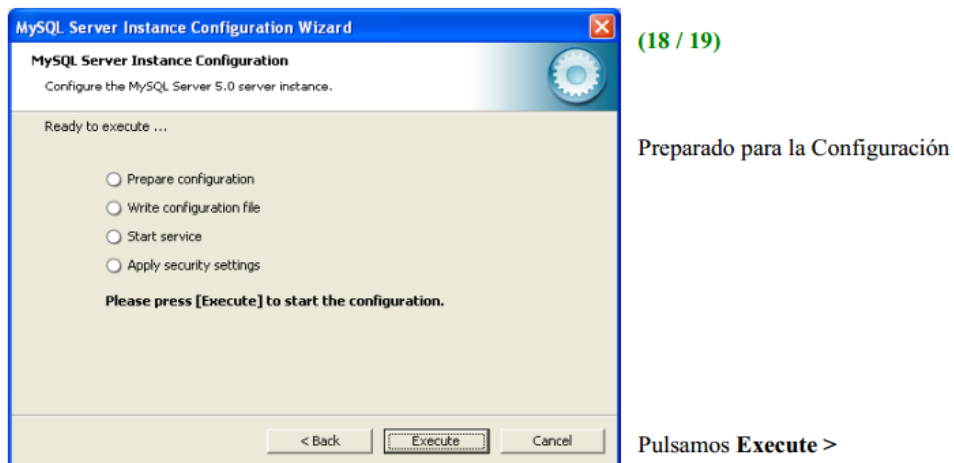 MySQL Server Instance Configuration Wizard
MySQL Server Instance Configuration
Configure the MySQL Server 5.0 server instance.
Ready to execute ...
Prepare configuration
Write configuration file
Start service
Apply security settings
Please press [Execute] to start the configuration.
< Back
Execute
Cancel
(18 / 19)
Preparado para la Configuración
Pulsamos Execute >